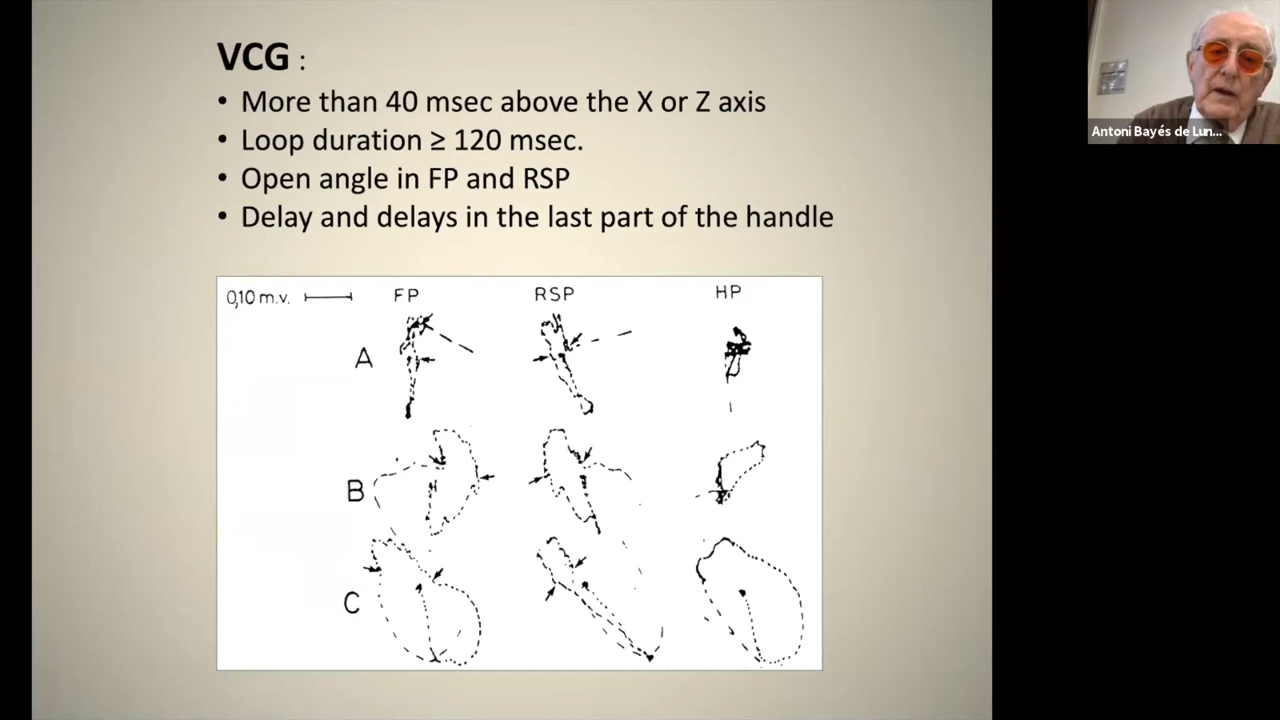 VCG :
• More than 40 msec above the X or Z axis
• Loop duration ≥ 120 msec.
• Open angle in FP and RSP
• Delay and delays in the last part of the handle
0,10 m.v. FP RSP HP
A
B
C
Antoni Bayés de Lun...